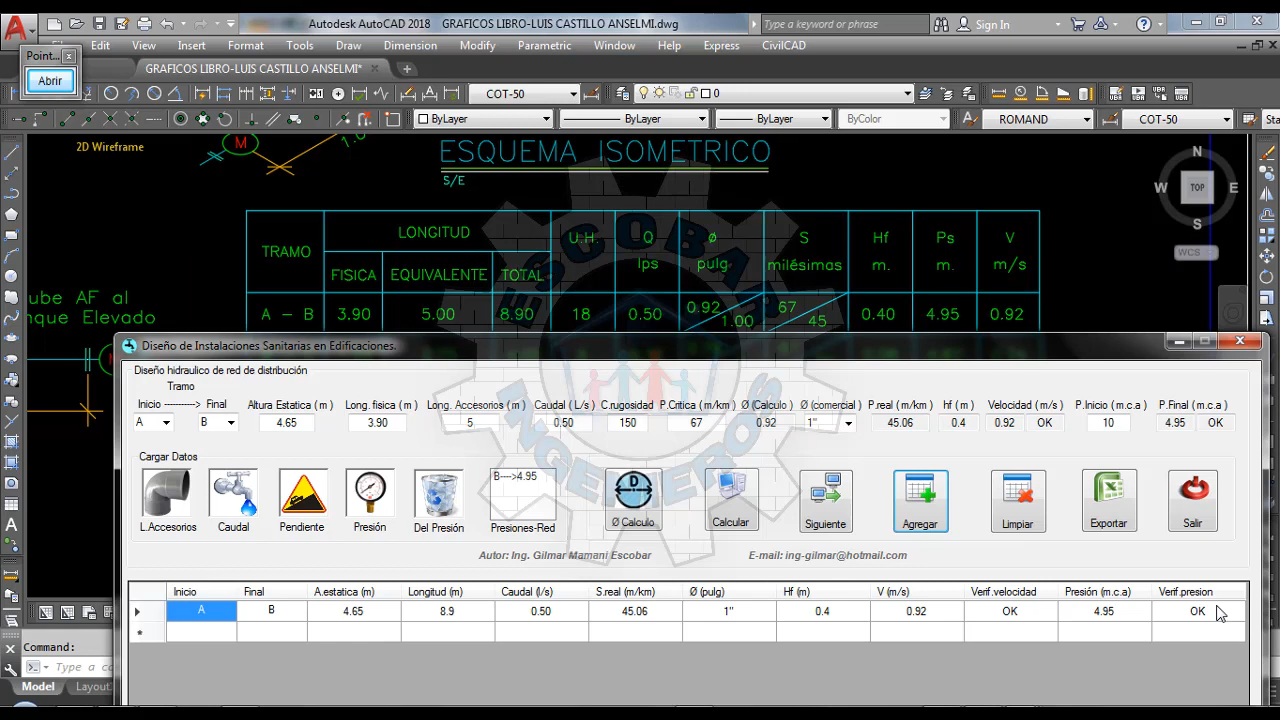 Autodesk AutoCAD 2018 GRAFICOS LIBRO-LUIS CASTILLO ANSELMI.dwg
Type a keyword or phrase
Sign In
Edit View Insert Format Tools Draw Dimension Modify Parametric Window Help Express CivilCAD
Point...
Abrir
GRAFICOS LIBRO-LUIS CASTILLO ANSELMI*
COT-50
0
ByLayer
ByLayer
ByLayer
ByColor
ROMAND
COT-50
2D Wireframe
M
ESQUEMA ISOMETRICO
S/E
N
W TOP E
S
WCS
TRAMO
LONGITUD
FISICA EQUIVALENTE TOTAL
U.H.
Q
lps
ø
pulg
S
milésimas
Hf
m.
Ps
m.
V
m/s
A - B 3.90 5.00 8.90 18 0.50 0.92 1.00 67 45 0.40 4.95 0.92
ube AF al
nque Elevado
ESCOBAR
INGENIEROS
Diseño de Instalaciones Sanitarias en Edificaciones.
Diseño hidraulico de red de distribución
Tramo
Inicio ----------> Final Altura Estatica ( m ) Long. fisica ( m ) Long. Accesorios ( m ) Caudal ( L/s ) C.rugosidad P.Critica ( m/km ) Ø (Calculo ) Ø (comercial ) P.real ( m/km ) hf ( m ) Velocidad ( m/s ) P.Inicio ( m.c.a ) P.Final ( m.c.a )
A B 4.65 3.90 5 0.50 150 67 0.92 1" 45.06 0.4 0.92 OK 10 4.95 OK
Cargar Datos
L.Accesorios
Caudal
Pendiente
Presión
Del Presión
B---->4.95
Presiones-Red
D
Ø Calculo
Calcular
Siguiente
Agregar
Limpiar
Exportar
Salir
Autor: Ing. Gilmar Mamani Escobar E-mail: ing-gilmar@hotmail.com
Inicio Final A.estatica (m) Longitud (m) Caudal (l/s) S.real (m/km) Ø (pulg) Hf (m) V (m/s) Verif.velocidad Presión (m.c.a) Verif.presion
A B 4.65 8.9 0.50 45.06 1" 0.4 0.92 OK 4.95 OK
Command:
Type a co
Model Layout